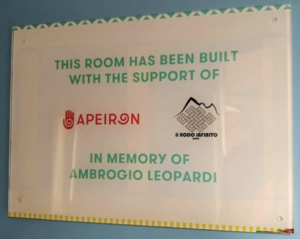 THIS ROOM HAS BEEN BUILT
WITH THE SUPPORT OF
APEIRON
IL NODO INFINITO
IN MEMORY OF
AMBROGIO LEOPARDI